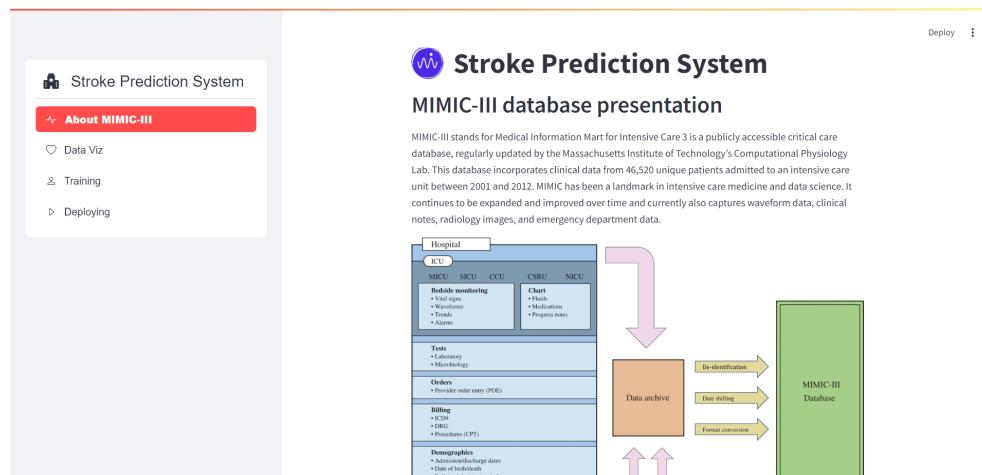 Deploy
Stroke Prediction System
About MIMIC-III
Data Viz
Training
Deploying
Stroke Prediction System
MIMIC-III database presentation
MIMIC-III stands for Medical Information Mart for Intensive Care 3 is a publicly accessible critical care
database, regularly updated by the Massachusetts Institute of Technology's Computational Physiology
Lab. This database incorporates clinical data from 46,520 unique patients admitted to an intensive care
unit between 2001 and 2012. MIMIC has been a landmark in intensive care medicine and data science. It
continues to be expanded and improved over time and currently also captures waveform data, clinical
notes, radiology images, and emergency department data.
Hospital
ICU
MICU SICU CCU CSRU NICU
Bedside monitoring
• Vital signs
• Waveforms
• Trends
• Alarms
Chart
• Fluids
• Medications
• Progress notes
Tests
• Laboratory
• Microbiology
Orders
• Provider order entry (POE)
Billing
• ICD9
• DRG
• Procedures (CPT)
Demographics
• Admission/discharge dates
• Date of birth/death
Data archive
De-identification
Date shifting
Format conversion
MIMIC-III
Database